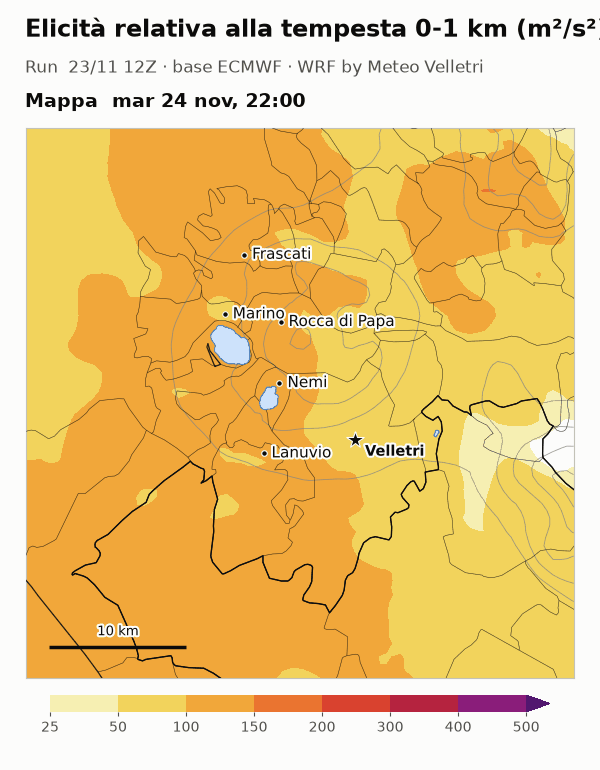 Elicità relativa alla tempesta 0-1 km (m²/s²)
Run  23/11 12Z · base ECMWF · WRF by Meteo Velletri
Mappa  mar 24 nov, 22:00
Frascati
Marino
Rocca di Papa
Nemi
Velletri
Lanuvio
10 km
25 50 100 150 200 300 400 500